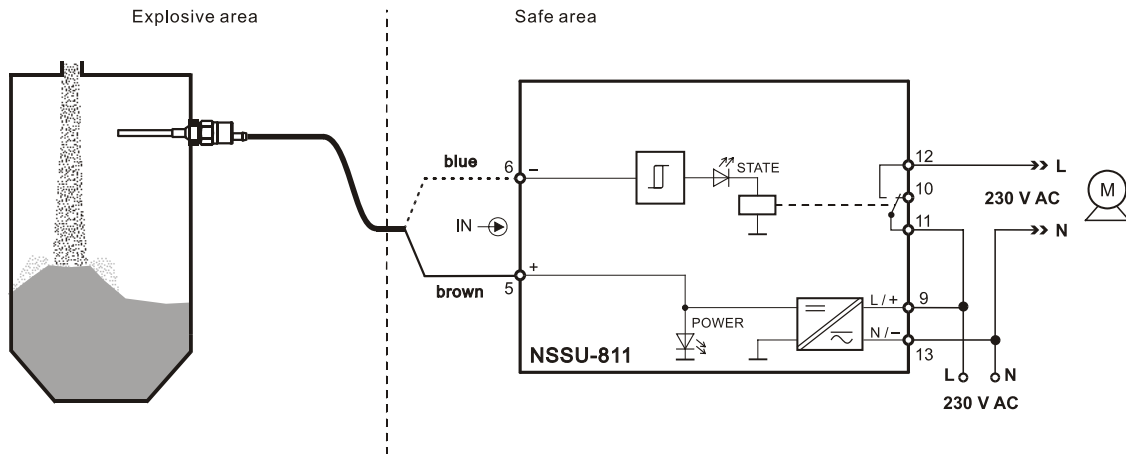 Explosive area
Safe area
blue
6
−
STATE
12
L
10
230 V AC
M
IN
11
N
+
brown
5
L/+
9
POWER
N/−
NSSU-811
13
L
N
230 V AC